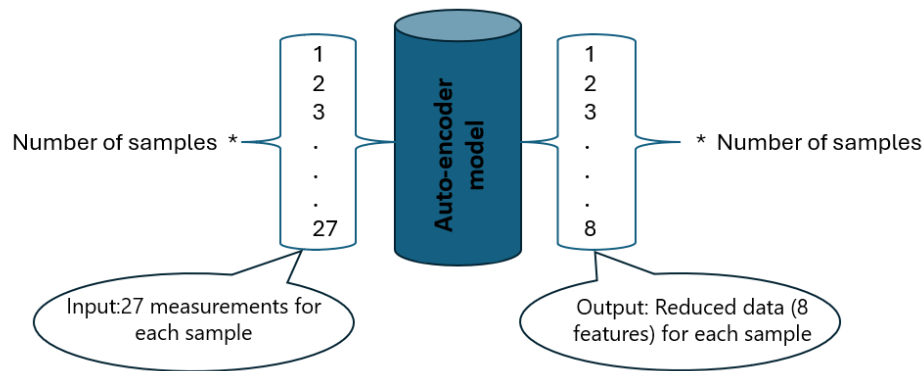 1
2
3
.
.
.
27
Number of samples *
Auto-encoder
model
1
2
3
.
.
.
8
* Number of samples
Input:27 measurements for
each sample
Output: Reduced data (8
features) for each sample